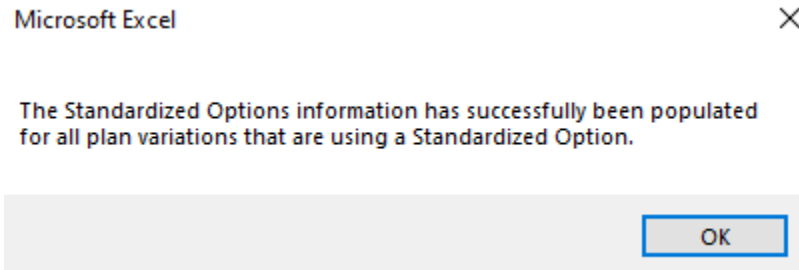 Microsoft Excel
The Standardized Options information has successfully been populated
for all plan variations that are using a Standardized Option.
OK